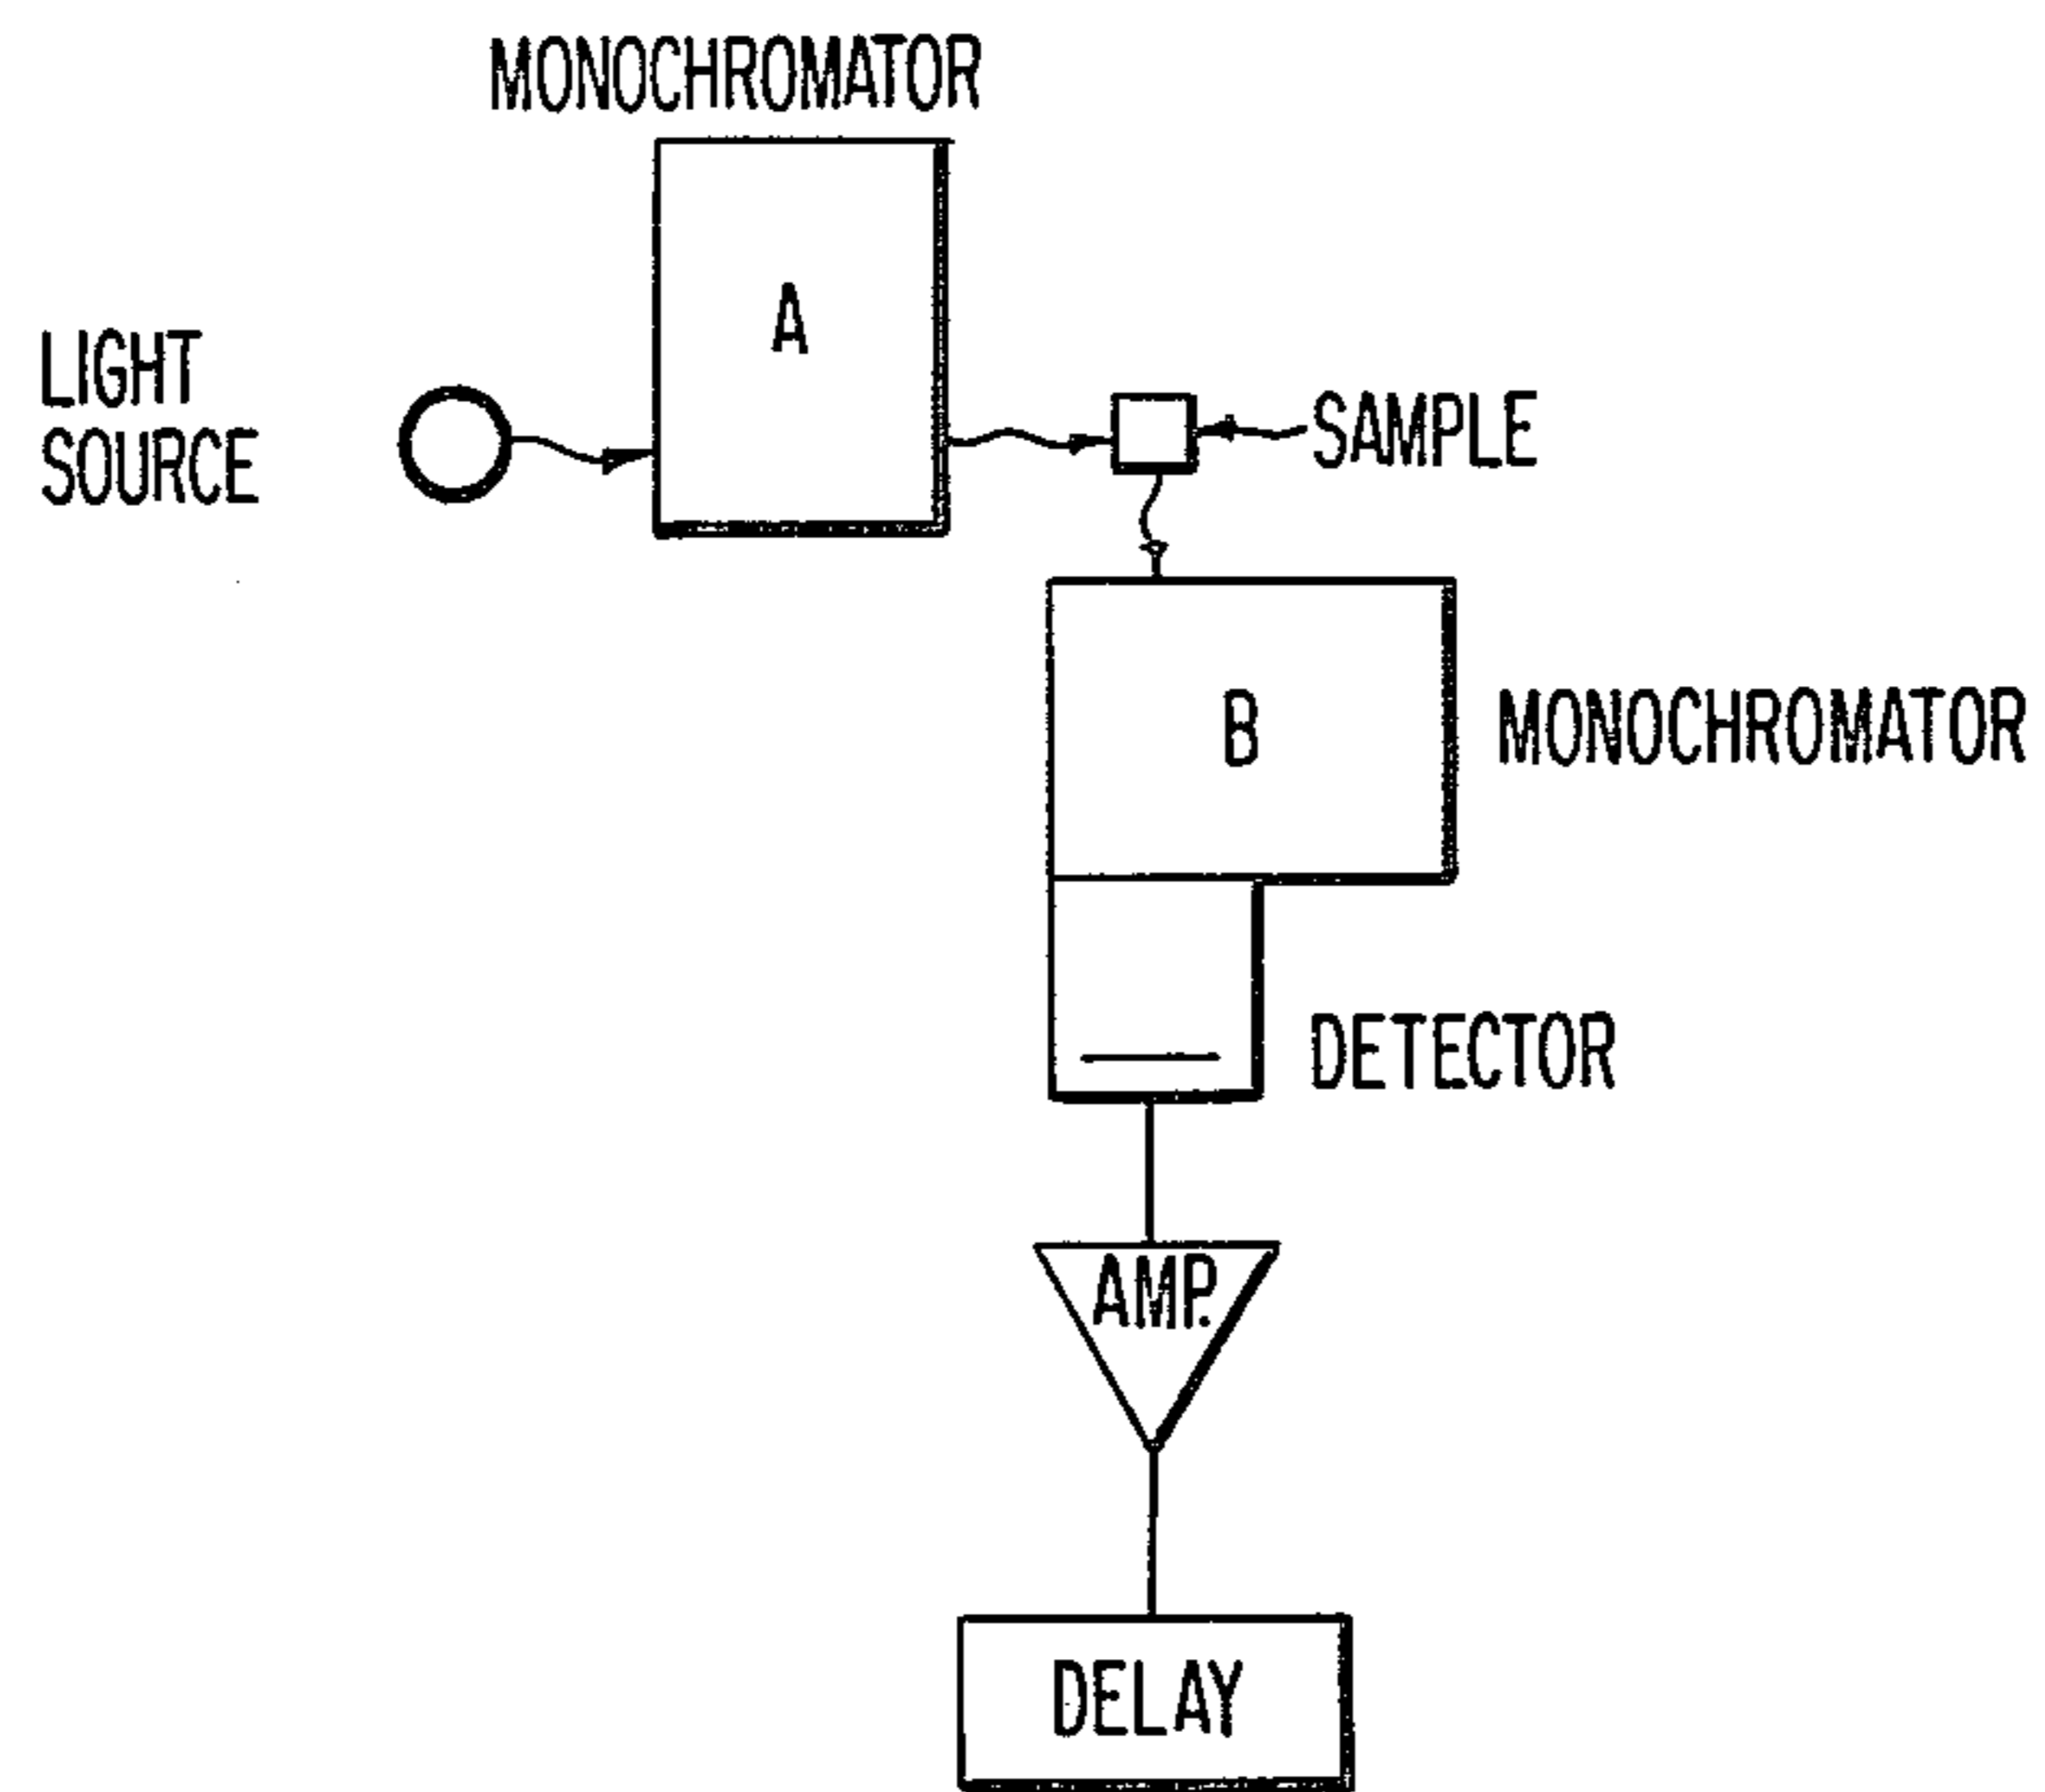 MONOCHROMATOR
A
LIGHT
SOURCE
SAMPLE
B
MONOCHROMATOR
DETECTOR
AMP.
DELAY